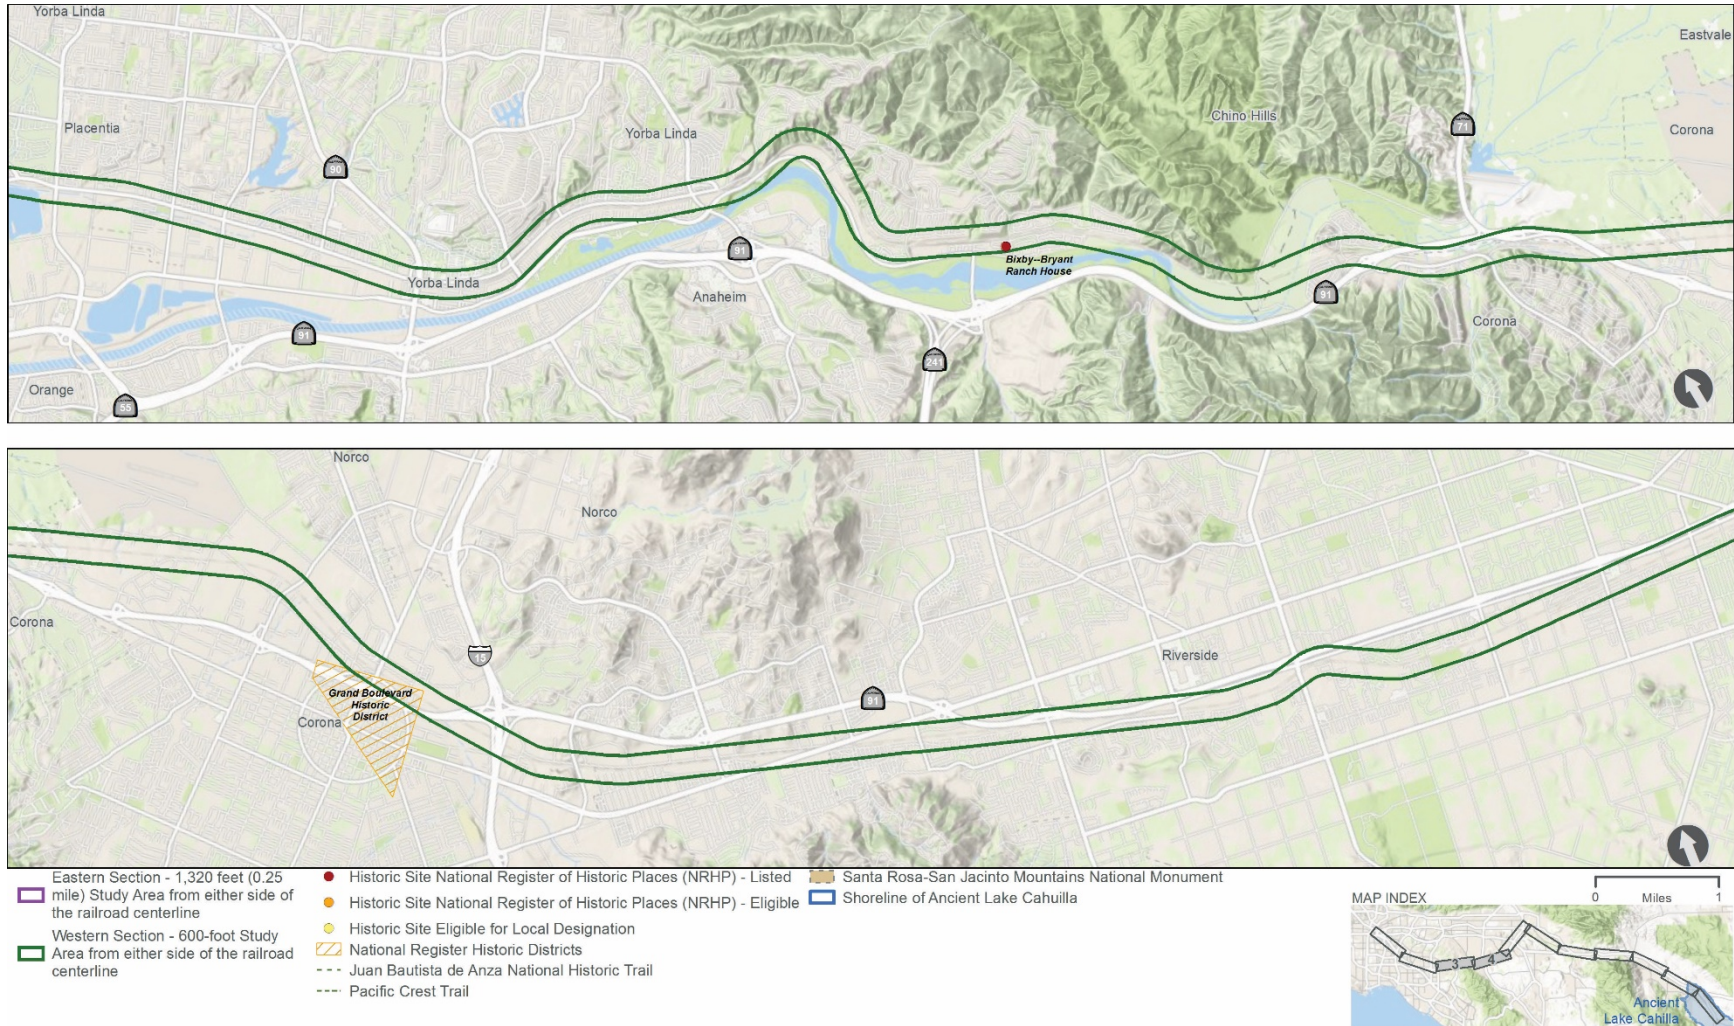 Yorba Linda
Eastvale
Placentia
90
Yorba Linda
Chino Hills
71
Corona
91
Bixby--Bryant
Ranch House
Yorba Linda
Anaheim
91
91
Corona
241
Orange
55
Norco
Norco
Corona
15
Riverside
Grand Boulevard
Historic
District
Corona
91
Eastern Section - 1,320 feet (0.25
mile) Study Area from either side of
the railroad centerline
Western Section - 600-foot Study
Area from either side of the railroad
centerline
Historic Site National Register of Historic Places (NRHP) - Listed
Historic Site National Register of Historic Places (NRHP) - Eligible
Historic Site Eligible for Local Designation
National Register Historic Districts
Juan Bautista de Anza National Historic Trail
Pacific Crest Trail
Santa Rosa-San Jacinto Mountains National Monument
Shoreline of Ancient Lake Cahuilla
MAP INDEX
0 Miles 1
3
4
Ancient
Lake Cahilla